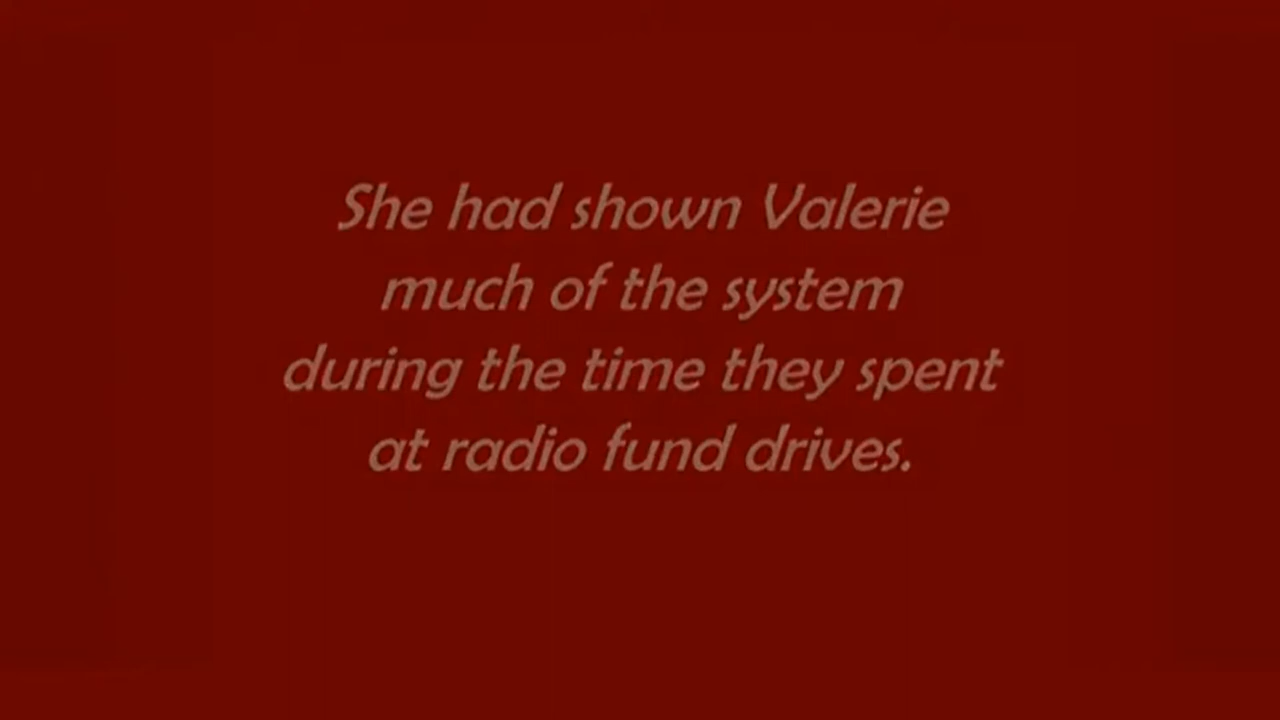 She had shown Valerie
much of the system
during the time they spent
at radio fund drives.